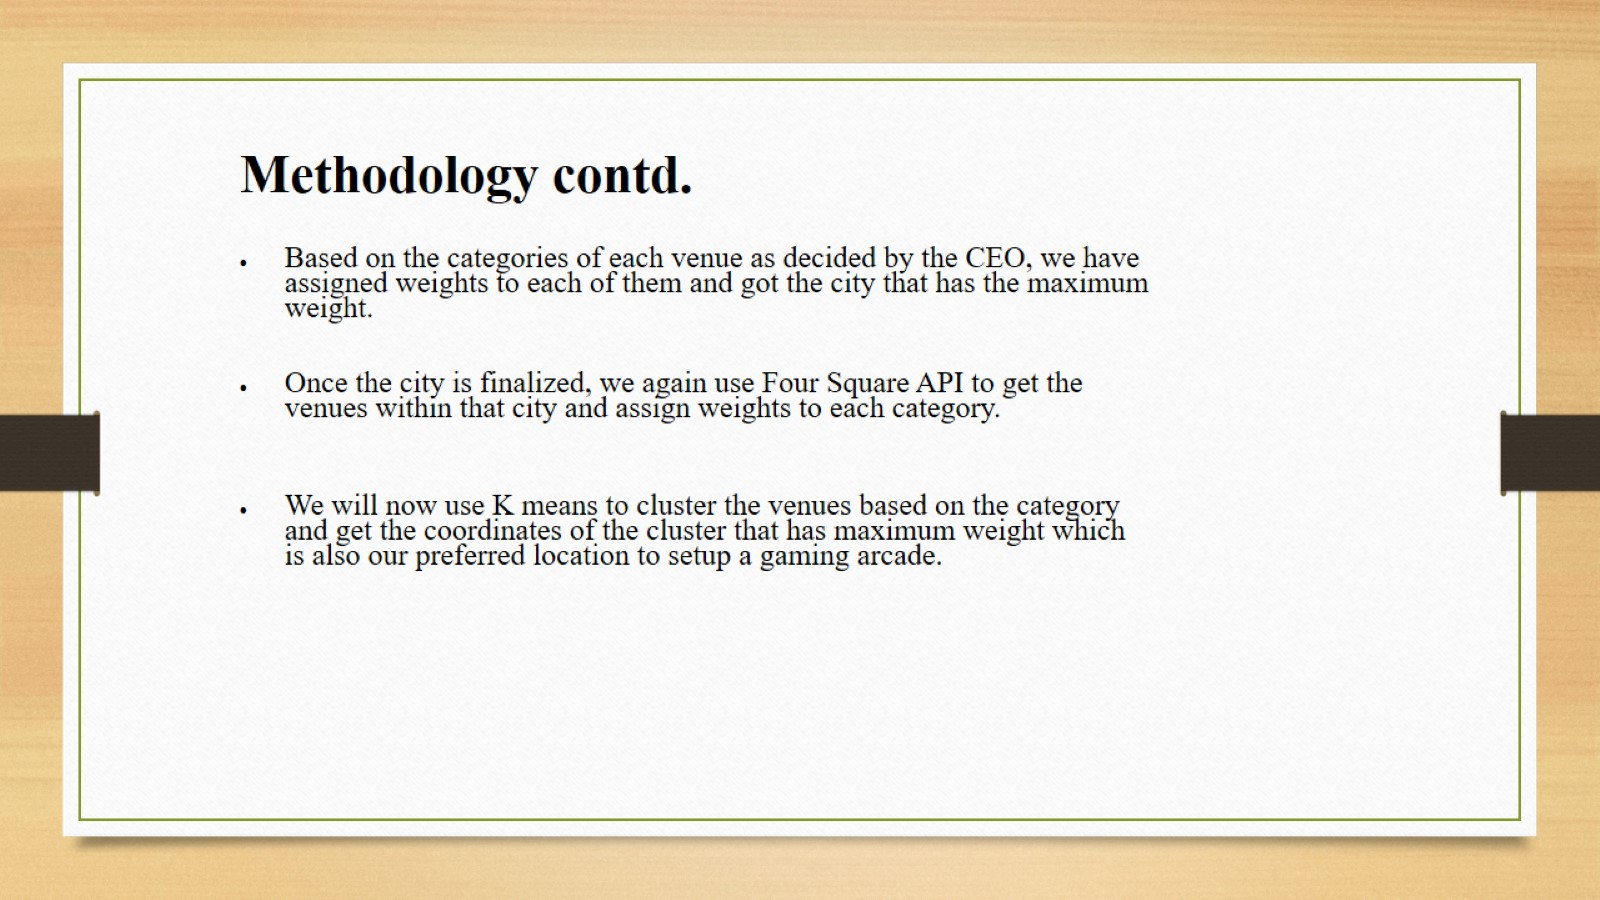 Methodology contd.
• Based on the categories of each venue as decided by the CEO, we have
assigned weights to each of them and got the city that has the maximum
weight.
• Once the city is finalized, we again use Four Square API to get the
venues within that city and assign weights to each category.
• We will now use K means to cluster the venues based on the category
and get the coordinates of the cluster that has maximum weight which
is also our preferred location to setup a gaming arcade.